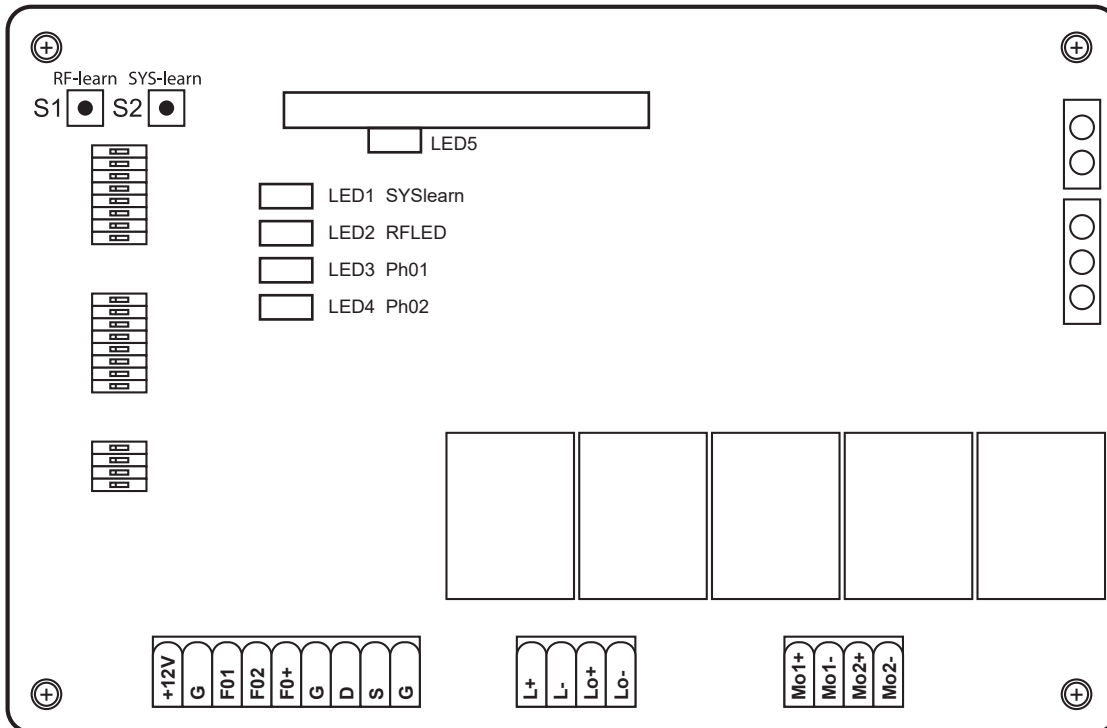 RF-learn SYS-learn
S1 S2
LED5
LED1 SYSlearn
LED2 RFLED
LED3 Ph01
LED4 Ph02
+12V G F01 F02 F0+ G D S G
L+ L- Lo+ Lo-
Mo1+ Mo1- Mo2+ Mo2-